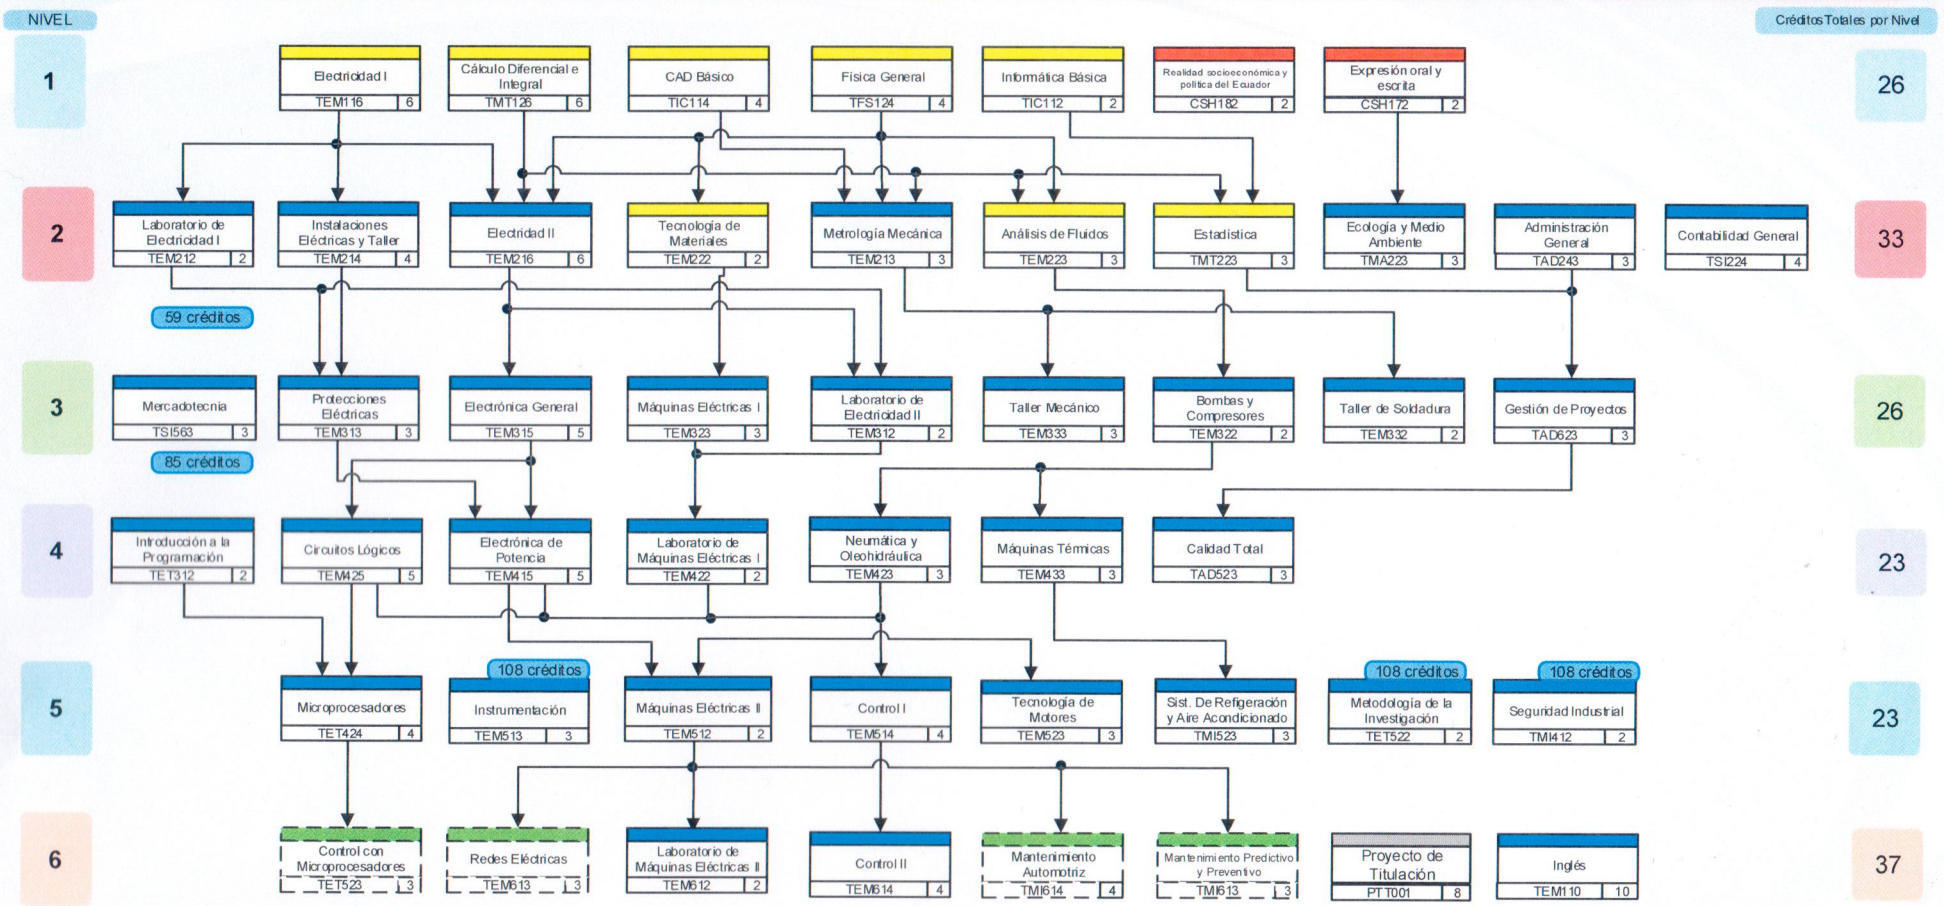 NIVEL
Créditos Totales por Nivel
1
Electricidad I
TEM116 6
Cálculo Diferencial e
Integral
TMT126 6
CAD Básico
TIC114 4
Fisica General
TFS124 4
Informática Básica
TIC112 2
Realidad socioeconómica y
politica del Ecuador
CSH182 2
Expresión oral y
escrita
CSH172 2
26
2
Laboratorio de
Electricidad I
TEM212 2
Instalaciones
Eléctricas y Taller
TEM214 4
Electridad II
TEM216 6
Tecnología de
Materiales
TEM222 2
Metrología Mecánica
TEM213 3
Análisis de Fluidos
TEM223 3
Estadística
TMT223 3
Ecología y Medio
Ambiente
TMA223 3
Administración
General
TAD243 3
Contabilidad General
TSI224 4
33
59 créditos
3
Mercadotecnia
TSI563 3
Protecciones
Eléctricas
TEM313 3
Electrónica General
TEM315 5
Máquinas Eléctricas I
TEM323 3
Laboratorio de
Electricidad II
TEM312 2
Taller Mecánico
TEM333 3
Bombas y
Compresores
TEM322 2
Taller de Soldadura
TEM332 2
Gestión de Proyectos
TAD623 3
26
85 créditos
4
Introducción a la
Programación
TET312 2
Circuitos Lógicos
TEM425 5
Electrónica de
Potencia
TEM415 5
Laboratorio de
Máquinas Eléctricas I
TEM422 2
Neumática y
Oleohidráulica
TEM423 3
Máquinas Térmicas
TEM433 3
Calidad Total
TAD523 3
23
108 créditos
108 créditos
108 créditos
5
Microprocesadores
TET424 4
Instrumentación
TEM513 3
Máquinas Eléctricas II
TEM512 2
Control I
TEM514 4
Tecnología de
Motores
TEM523 3
Sist. De Refigeración
y Aire Acondicionado
TMI523 3
Metodología de la
Investigación
TET522 2
Seguridad Industrial
TMI412 2
23
6
Control con
Microprocesadores
TET523 3
Redes Eléctricas
TEM613 3
Laboratorio de
Máquinas Eléctricas II
TEM612 2
Control II
TEM614 4
Mantenimiento
Automotriz
TMI614 4
Mantenimiento Predictivo
y Preventivo
TMI613 3
Proyecto de
Titulación
PTT001 8
Inglés
TEM110 10
37